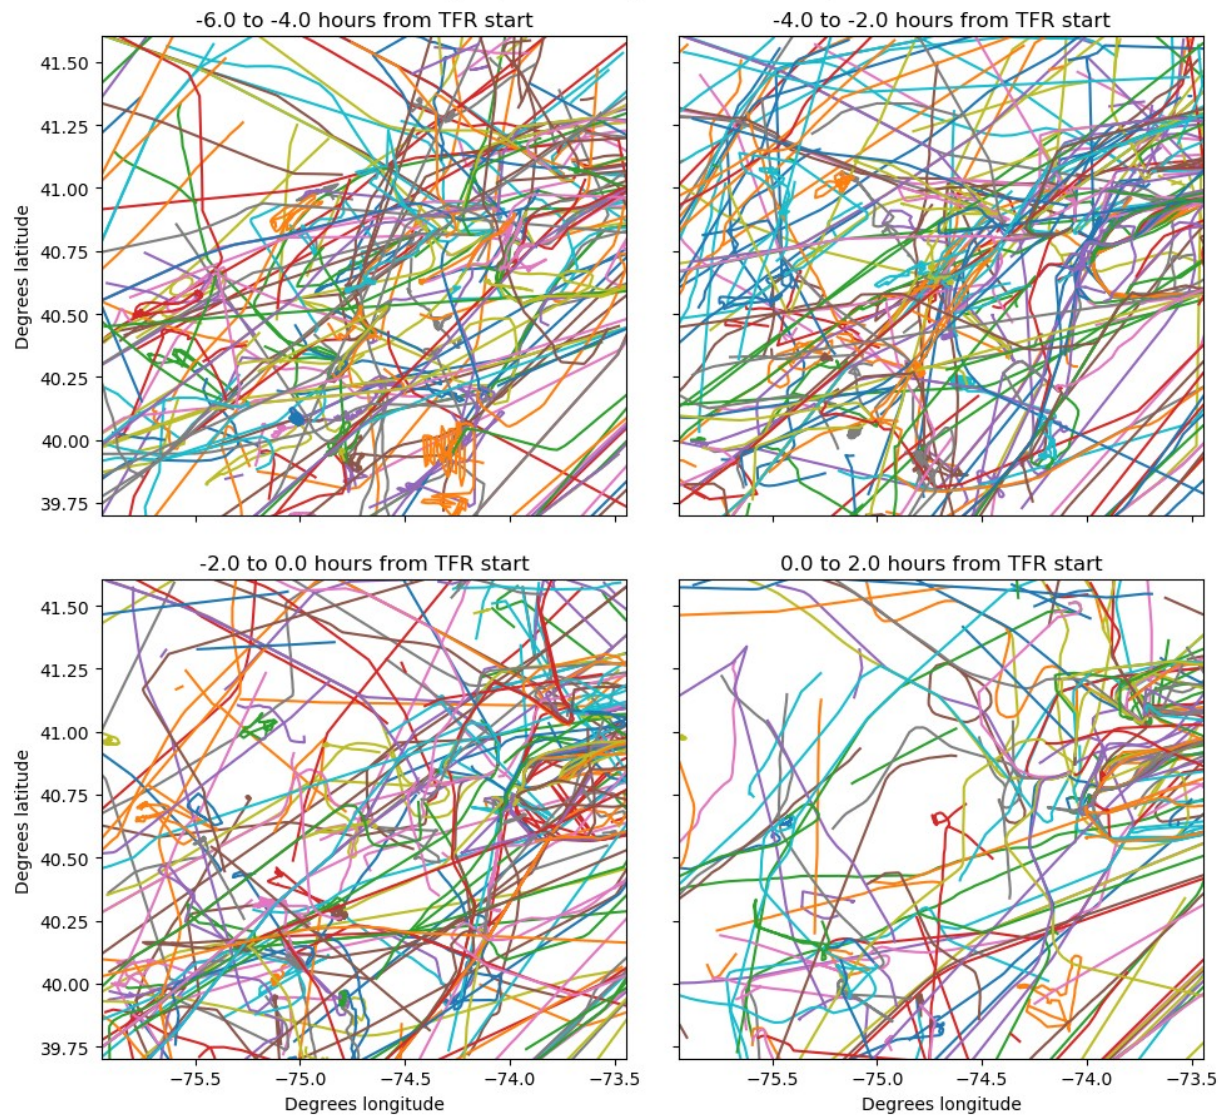 -6.0 to -4.0 hours from TFR start
-4.0 to -2.0 hours from TFR start
Degrees latitude
41.50
41.25
41.00
40.75
40.50
40.25
40.00
39.75
-2.0 to 0.0 hours from TFR start
0.0 to 2.0 hours from TFR start
Degrees latitude
41.50
41.25
41.00
40.75
40.50
40.25
40.00
39.75
−75.5 −75.0 −74.5 −74.0 −73.5
−75.5 −75.0 −74.5 −74.0 −73.5
Degrees longitude
Degrees longitude